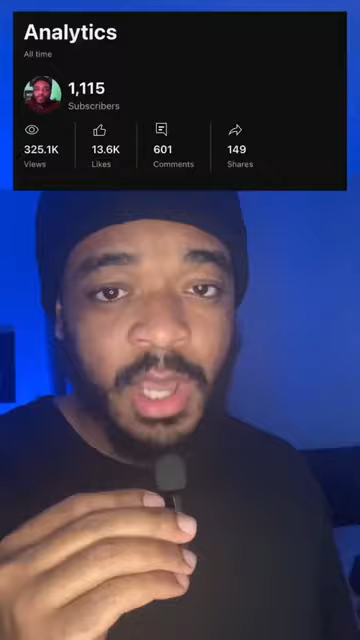 Analytics
All time
1,115
Subscribers
325.1K 13.6K 601 149
Views Likes Comments Shares